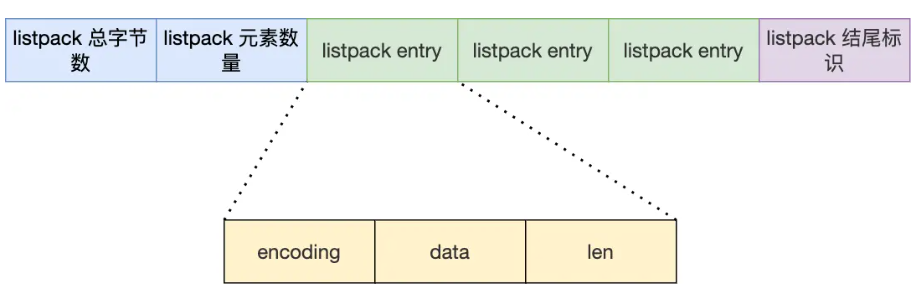 listpack 总字节
数
listpack 元素数
量
listpack entry
listpack entry
listpack entry
listpack 结尾标
识
encoding
data
len